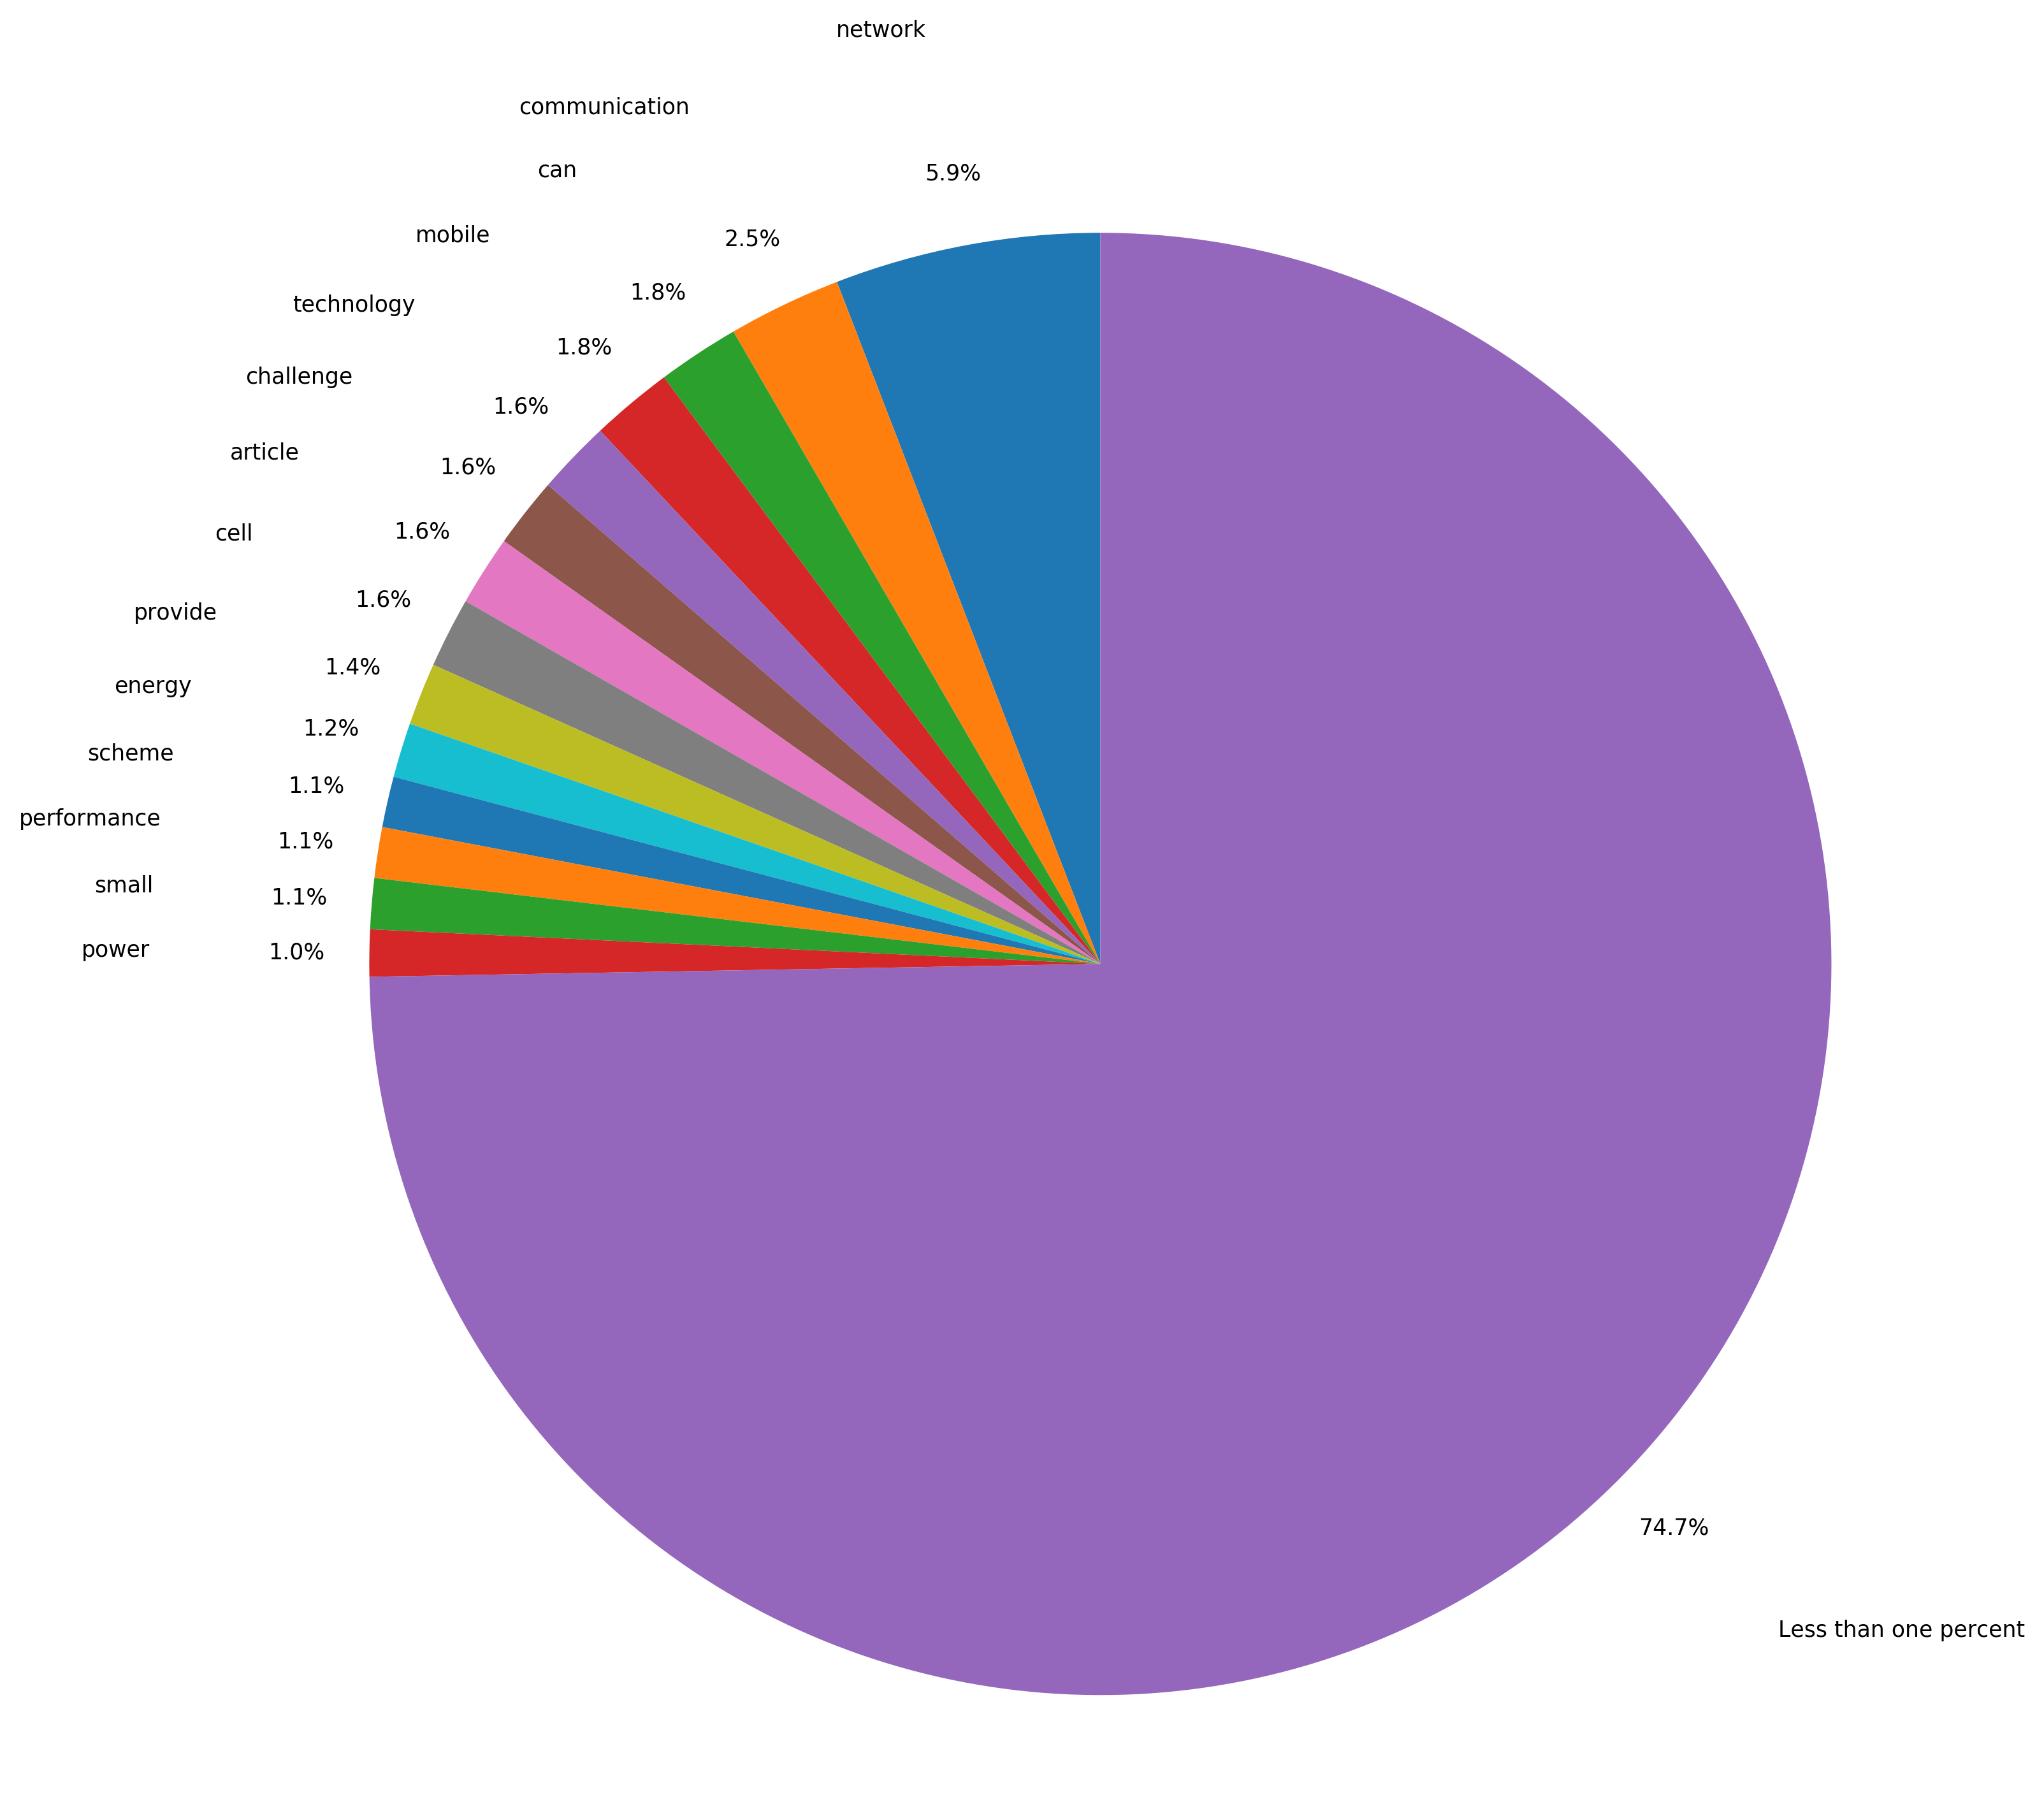 network
communication
can
5.9%
mobile
2.5%
1.8%
technology
1.8%
challenge
1.6%
article
1.6%
cell
1.6%
provide
1.6%
1.4%
energy
1.2%
scheme
1.1%
performance
1.1%
small
1.1%
power
1.0%
74.7%
Less than one percent